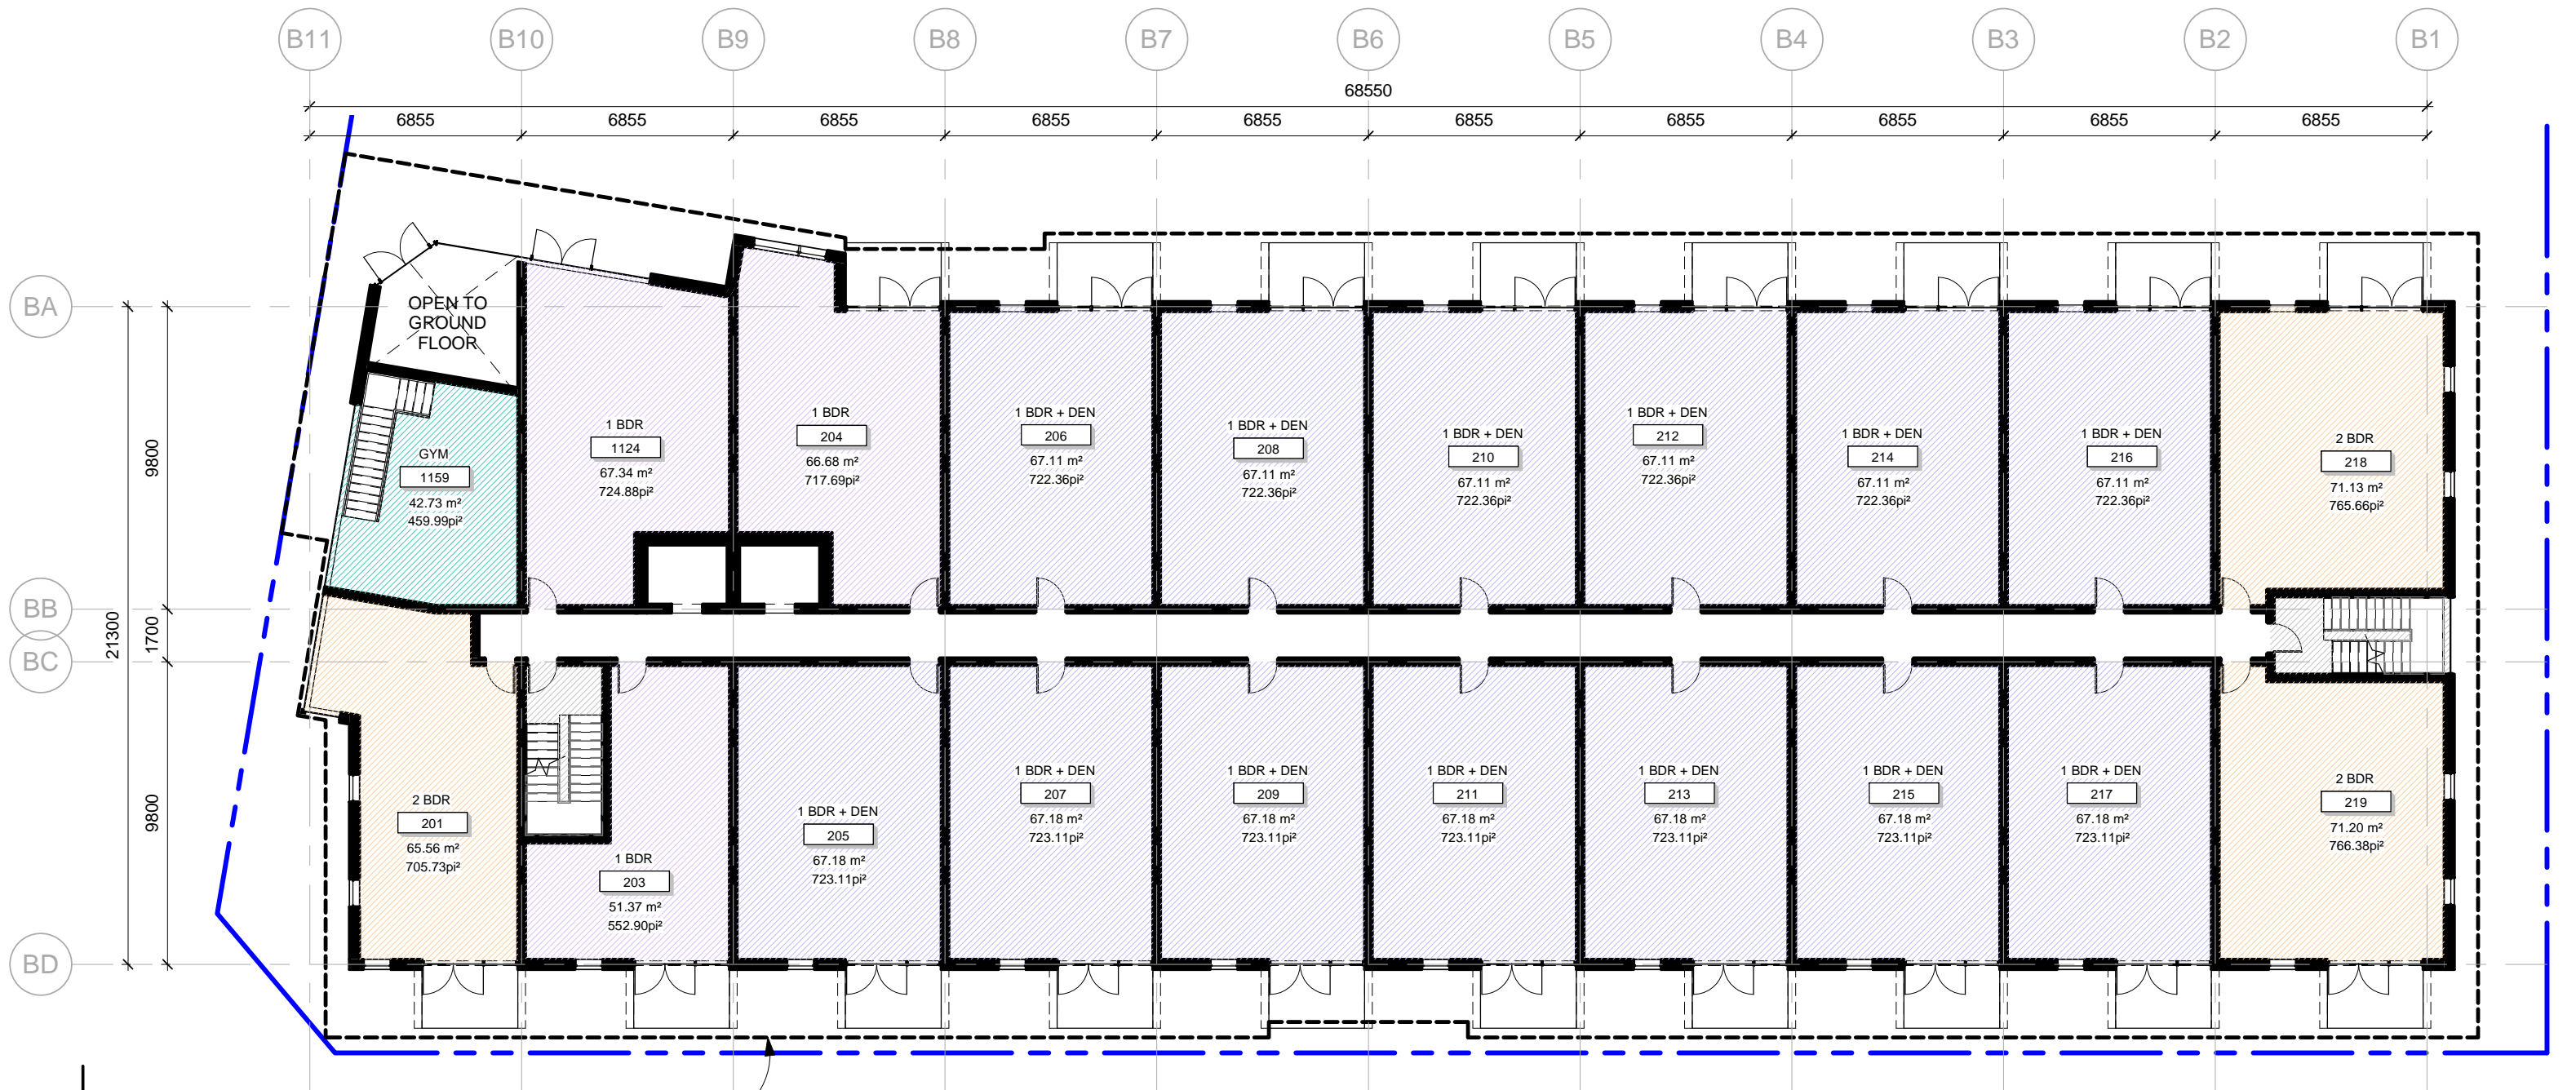 B11 B10 B9 B8 B7 B6 B5 B4 B3 B2 B1
68550
6855 6855 6855 6855 6855 6855 6855 6855 6855 6855
BA
BB
BC
BD
21300
9800
1700
9800
OPEN TO
GROUND
FLOOR
GYM
1159
42.73 m²
459.99pi²
1 BDR
1124
67.34 m²
724.88pi²
1 BDR
204
66.68 m²
717.69pi²
1 BDR + DEN
206
67.11 m²
722.36pi²
1 BDR + DEN
208
67.11 m²
722.36pi²
1 BDR + DEN
210
67.11 m²
722.36pi²
1 BDR + DEN
212
67.11 m²
722.36pi²
1 BDR + DEN
214
67.11 m²
722.36pi²
1 BDR + DEN
216
67.11 m²
722.36pi²
2 BDR
218
71.13 m²
765.66pi²
2 BDR
201
65.56 m²
705.73pi²
1 BDR
203
51.37 m²
552.90pi²
1 BDR + DEN
205
67.18 m²
723.11pi²
1 BDR + DEN
207
67.18 m²
723.11pi²
1 BDR + DEN
209
67.18 m²
723.11pi²
1 BDR + DEN
211
67.18 m²
723.11pi²
1 BDR + DEN
213
67.18 m²
723.11pi²
1 BDR + DEN
215
67.18 m²
723.11pi²
1 BDR + DEN
217
67.18 m²
723.11pi²
2 BDR
219
71.20 m²
766.38pi²